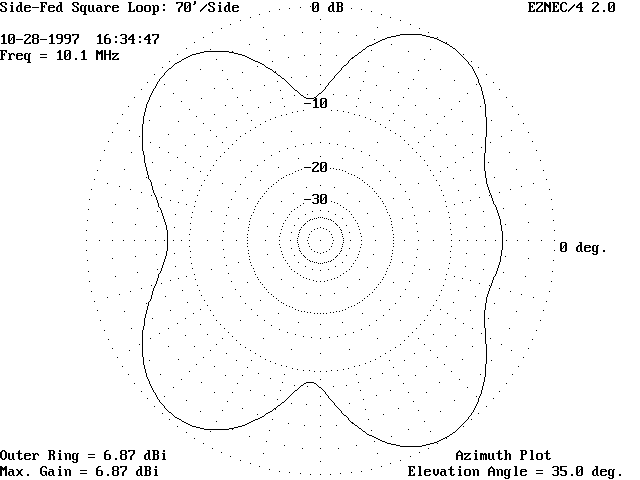 Side-Fed Square Loop: 70'/Side
0 dB
EZNEC/4 2.0
10-28-1997 16:34:47
Freq = 10.1 MHz
-10
-20
-30
0 deg.
Outer Ring = 6.87 dBi
Max. Gain = 6.87 dBi
Azimuth Plot
Elevation Angle = 35.0 deg.